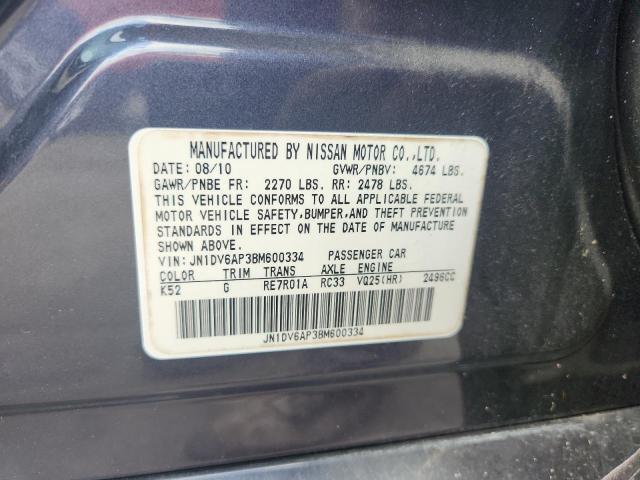 MANUFACTURED BY NISSAN MOTOR CO.,LTD.
DATE: 08/10 GVWR/PNBV: 4674 LBS.
GAWR/PNBE FR: 2270 LBS. RR: 2478 LBS.
THIS VEHICLE CONFORMS TO ALL APPLICABLE FEDERAL
MOTOR VEHICLE SAFETY,BUMPER,AND THEFT PREVENTION
STANDARDS IN EFFECT ON THE DATE OF MANUFACTURE
SHOWN ABOVE.
VIN: JN1DV6AP3BM600334 PASSENGER CAR
COLOR TRIM TRANS AXLE ENGINE
K52 G RE7R01A RC33 VQ25(HR) 2496CC
JN1DV6AP3BM600334